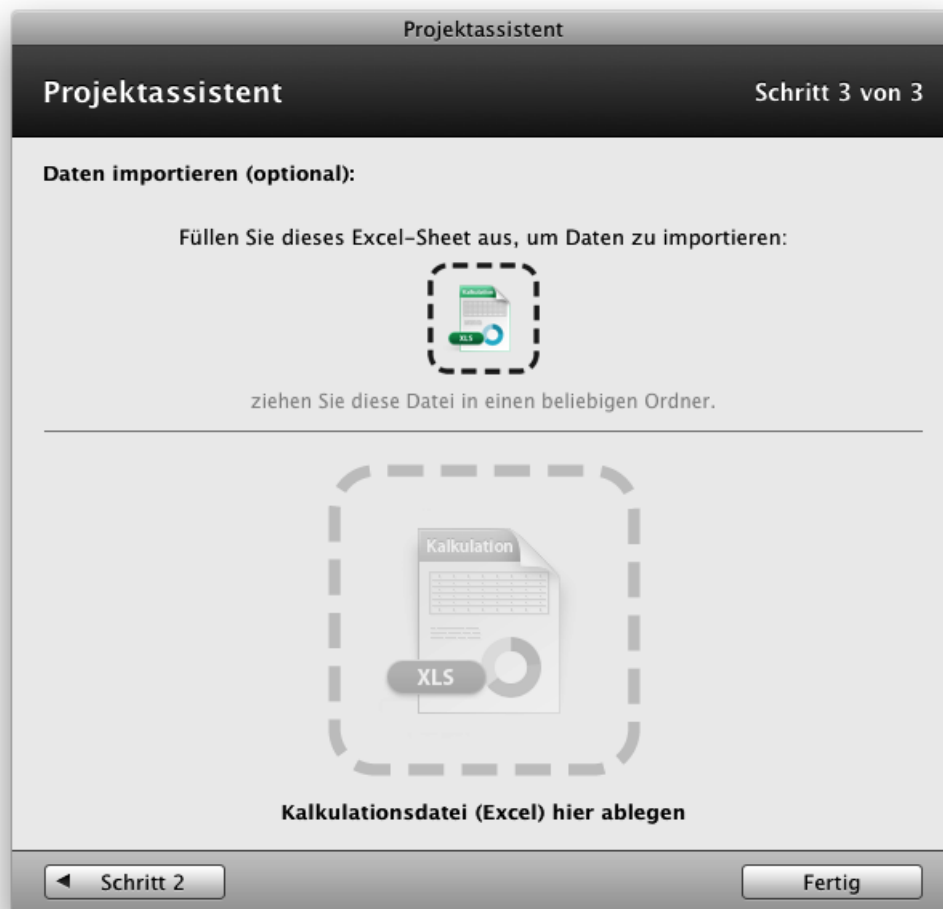 Projektassistent
Projektassistent
Schritt 3 von 3
Daten importieren (optional):
Füllen Sie dieses Excel-Sheet aus, um Daten zu importieren:
Kalkulation
XLS
ziehen Sie diese Datei in einen beliebigen Ordner.
Kalkulation
XLS
Kalkulationsdatei (Excel) hier ablegen
Schritt 2
Fertig